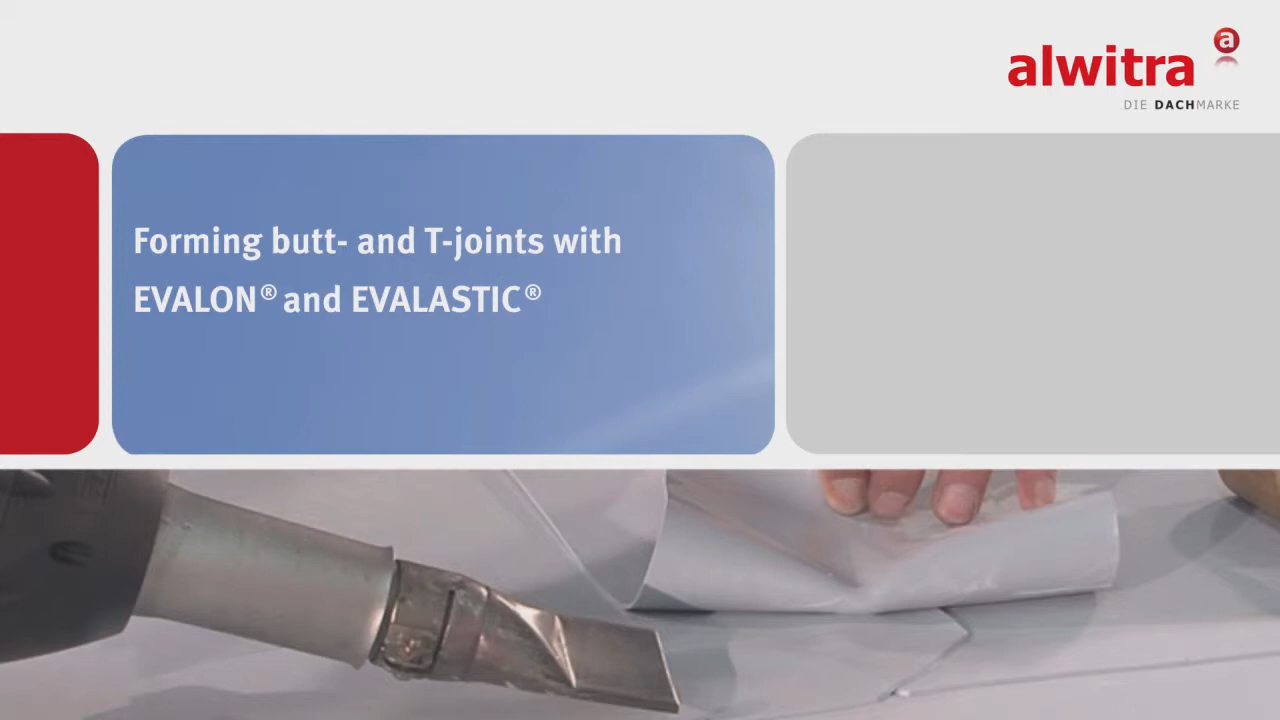 alwitra
a
DIE DACHMARKE
Forming butt- and T-joints with
EVALON® and EVALASTIC®